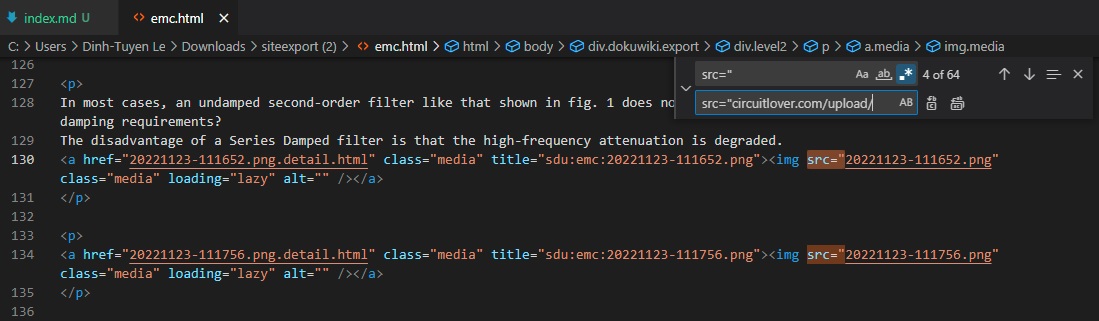 index.md U
emc.html
C: > Users > Dinh-Tuyen Le > Downloads > siteexport (2) > emc.html > html > body > div.dokuwiki.export > div.level2 > p > a.media > img.media
src="
Aa
ab
.*
4 of 64
src="circuitlover.com/upload/
AB
126
127 <p>
128 In most cases, an undamped second-order filter like that shown in fig. 1 does no
damping requirements?
129 The disadvantage of a Series Damped filter is that the high-frequency attenuation is degraded.
130 <a href="20221123-111652.png.detail.html" class="media" title="sdu:emc:20221123-111652.png"><img src="20221123-111652.png"
class="media" loading="lazy" alt="" /></a>
131 </p>
132
133 <p>
134 <a href="20221123-111756.png.detail.html" class="media" title="sdu:emc:20221123-111756.png"><img src="20221123-111756.png"
class="media" loading="lazy" alt="" /></a>
135 </p>
136